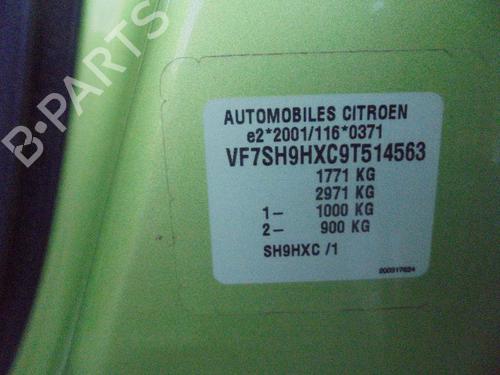 B-PARTS
AUTOMOBILES CITROEN
e2*2001/116*0371
VF7SH9HXC9T514563
1771 KG
2971 KG
1- 1000 KG
2- 900 KG
SH9HXC /1
200317624